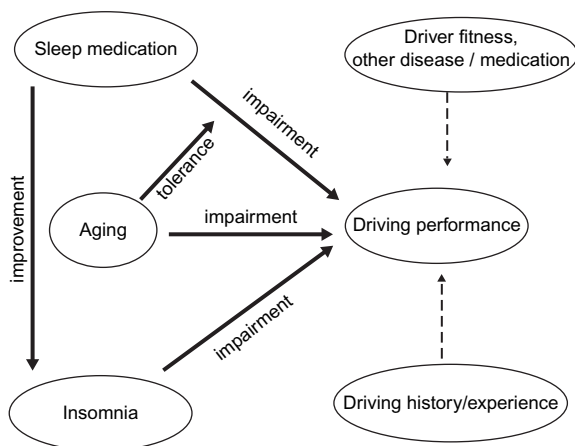 Sleep medication
Driver fitness,
other disease / medication
impairment
tolerance
improvement
Aging
impairment
Driving performance
impairment
Insomnia
Driving history/experience